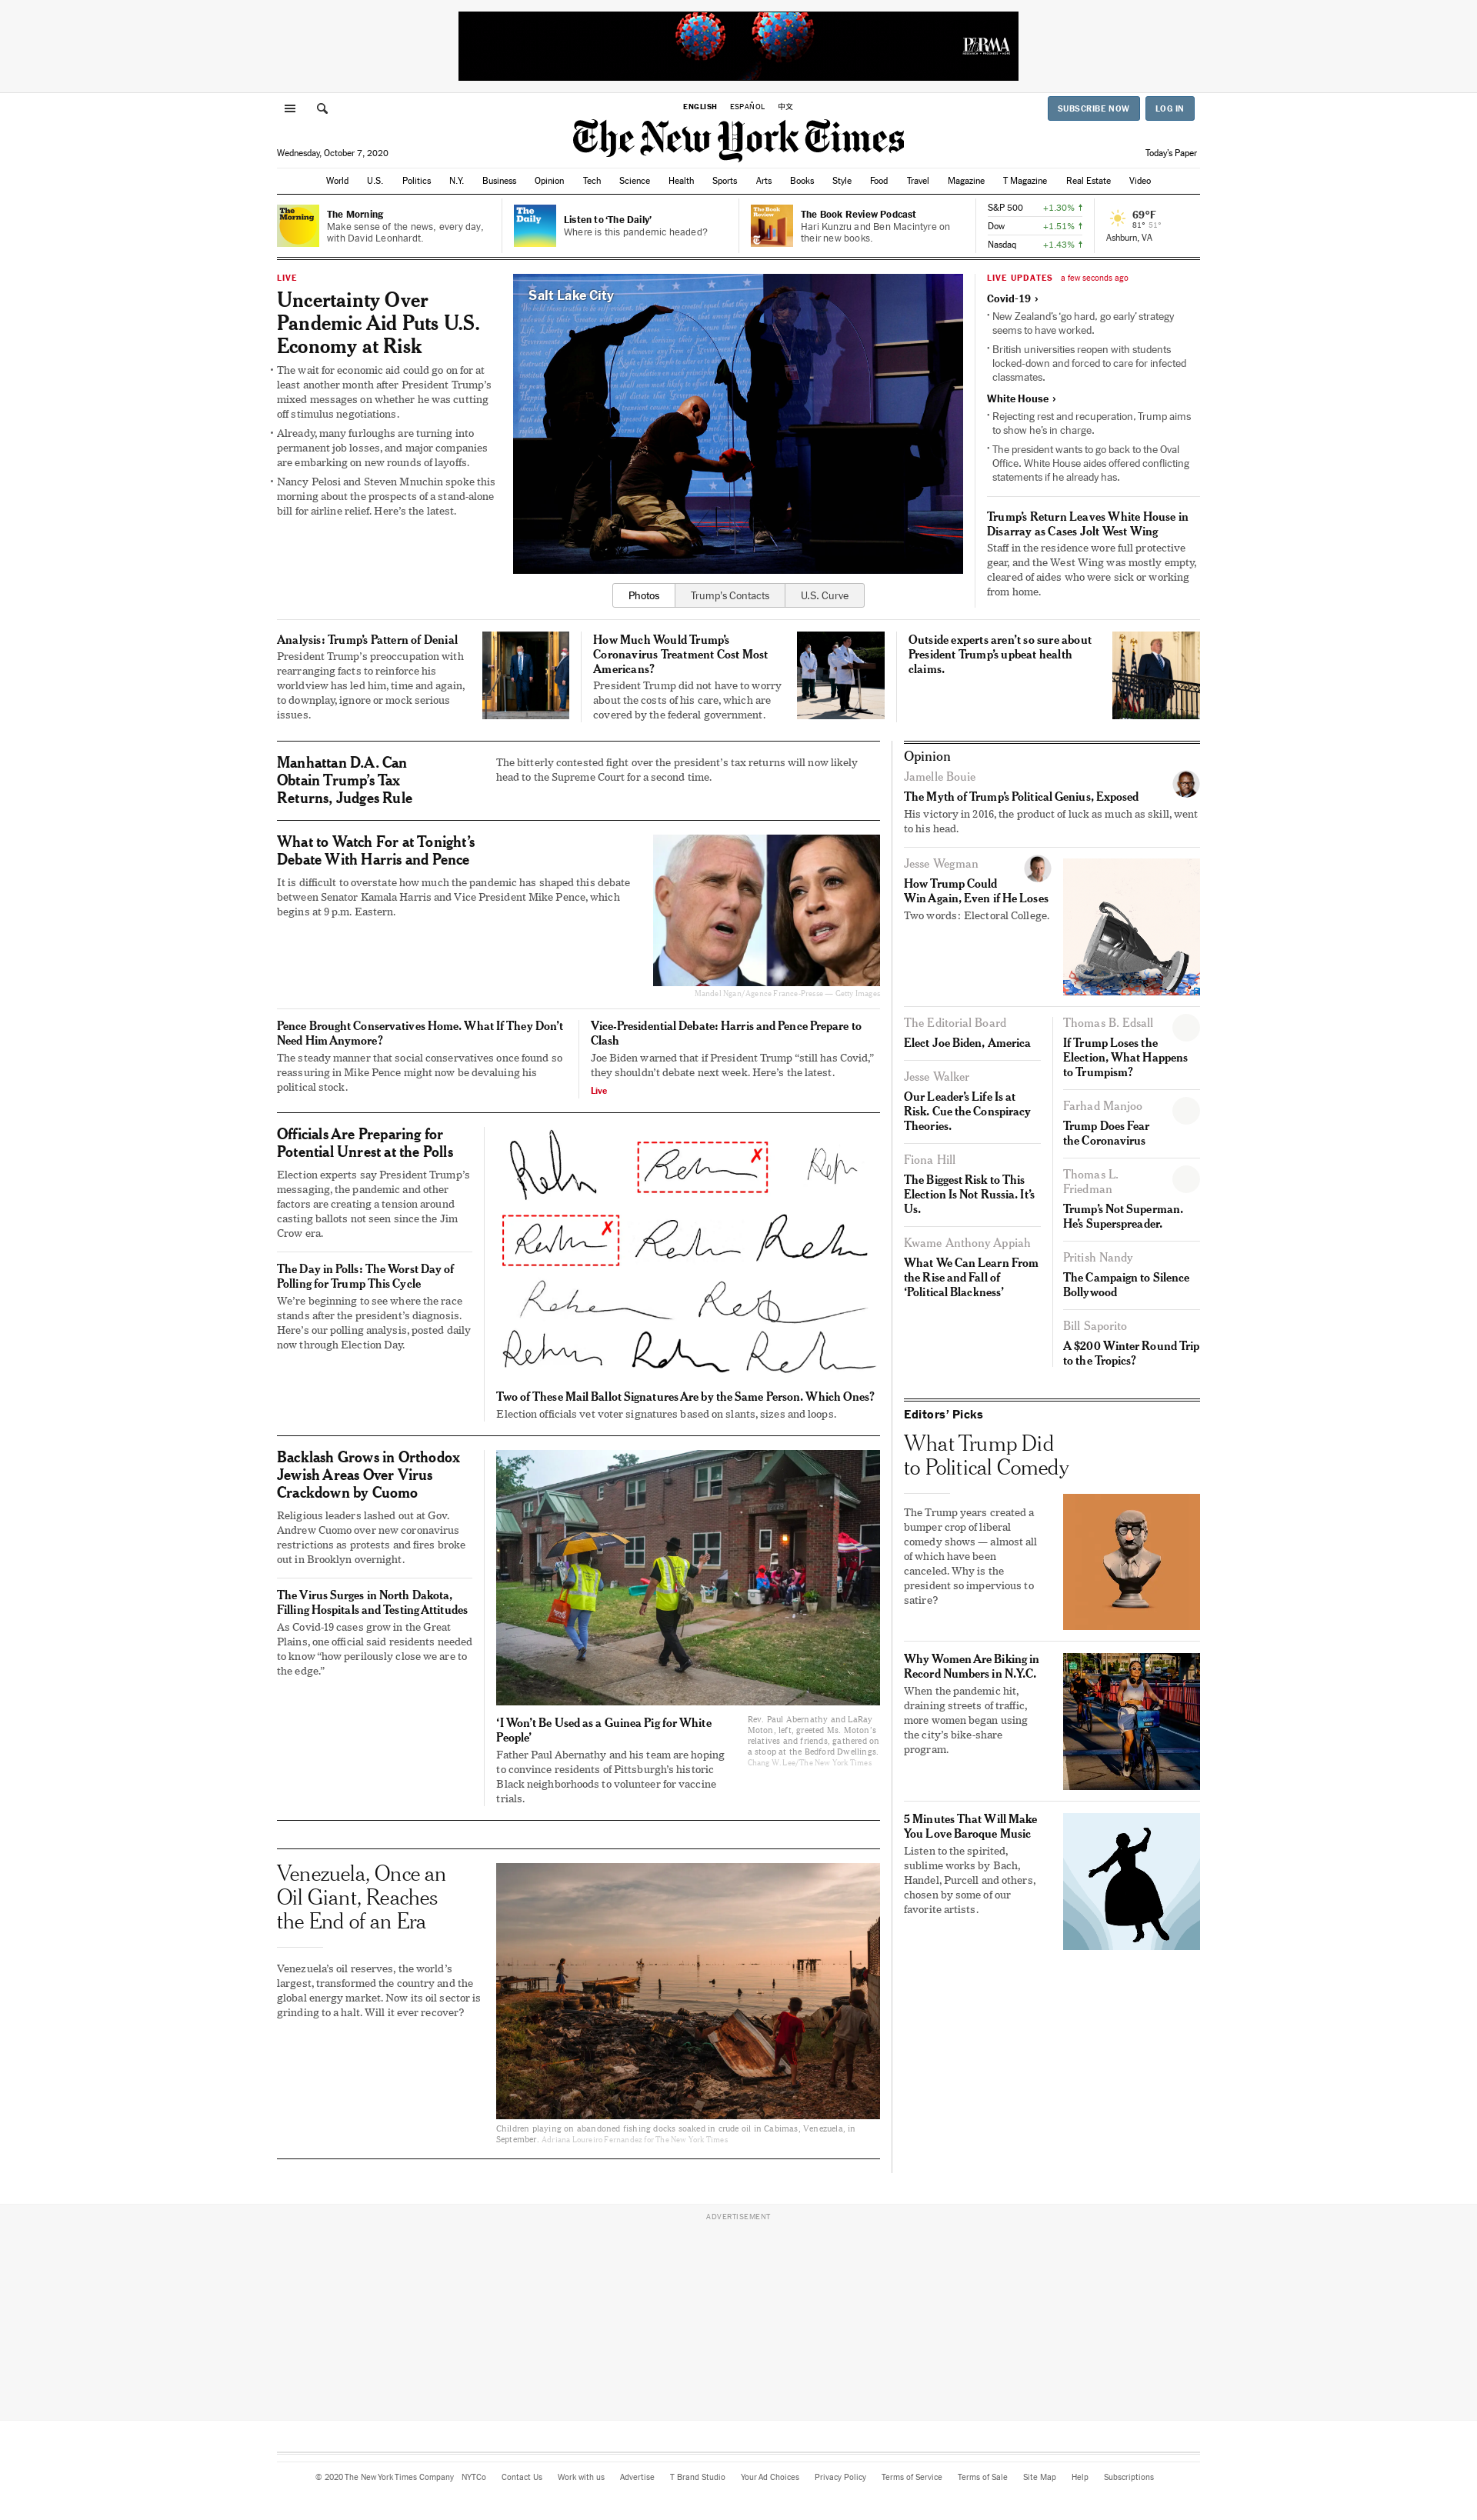 PhRMA
RESEARCH • PROGRESS • HOPE
ENGLISH ESPAÑOL 中文
SUBSCRIBE NOW
LOG IN
The New York Times
Wednesday, October 7, 2020
Today's Paper
World U.S. Politics N.Y. Business Opinion Tech Science Health Sports Arts Books Style Food Travel Magazine T Magazine Real Estate Video
The Morning
The Morning
Make sense of the news, every day,
with David Leonhardt.
The Daily
Listen to ‘The Daily’
Where is this pandemic headed?
The Book Review
The Book Review Podcast
Hari Kunzru and Ben Macintyre on
their new books.
S&P 500 +1.30% ↑
Dow +1.51% ↑
Nasdaq +1.43% ↑
69°F
81° 51°
Ashburn, VA
LIVE
Uncertainty Over
Pandemic Aid Puts U.S.
Economy at Risk
• The wait for economic aid could go on for at
least another month after President Trump’s
mixed messages on whether he was cutting
off stimulus negotiations.
• Already, many furloughs are turning into
permanent job losses, and major companies
are embarking on new rounds of layoffs.
• Nancy Pelosi and Steven Mnuchin spoke this
morning about the prospects of a stand-alone
bill for airline relief. Here’s the latest.
Salt Lake City
Photos
Trump’s Contacts
U.S. Curve
LIVE UPDATES a few seconds ago
Covid-19 ›
• New Zealand’s ‘go hard, go early’ strategy
seems to have worked.
• British universities reopen with students
locked-down and forced to care for infected
classmates.
White House ›
• Rejecting rest and recuperation, Trump aims
to show he’s in charge.
• The president wants to go back to the Oval
Office. White House aides offered conflicting
statements if he already has.
Trump’s Return Leaves White House in
Disarray as Cases Jolt West Wing
Staff in the residence wore full protective
gear, and the West Wing was mostly empty,
cleared of aides who were sick or working
from home.
Analysis: Trump’s Pattern of Denial
President Trump’s preoccupation with
rearranging facts to reinforce his
worldview has led him, time and again,
to downplay, ignore or mock serious
issues.
How Much Would Trump’s
Coronavirus Treatment Cost Most
Americans?
President Trump did not have to worry
about the costs of his care, which are
covered by the federal government.
Outside experts aren’t so sure about
President Trump’s upbeat health
claims.
Manhattan D.A. Can
Obtain Trump’s Tax
Returns, Judges Rule
The bitterly contested fight over the president’s tax returns will now likely
head to the Supreme Court for a second time.
What to Watch For at Tonight’s
Debate With Harris and Pence
It is difficult to overstate how much the pandemic has shaped this debate
between Senator Kamala Harris and Vice President Mike Pence, which
begins at 9 p.m. Eastern.
Mandel Ngan/Agence France-Presse — Getty Images
Pence Brought Conservatives Home. What If They Don’t
Need Him Anymore?
The steady manner that social conservatives once found so
reassuring in Mike Pence might now be devaluing his
political stock.
Vice-Presidential Debate: Harris and Pence Prepare to
Clash
Joe Biden warned that if President Trump “still has Covid,”
they shouldn’t debate next week. Here’s the latest.
Live
Officials Are Preparing for
Potential Unrest at the Polls
Election experts say President Trump’s
messaging, the pandemic and other
factors are creating a tension around
casting ballots not seen since the Jim
Crow era.
The Day in Polls: The Worst Day of
Polling for Trump This Cycle
We’re beginning to see where the race
stands after the president’s diagnosis.
Here’s our polling analysis, posted daily
now through Election Day.
Two of These Mail Ballot Signatures Are by the Same Person. Which Ones?
Election officials vet voter signatures based on slants, sizes and loops.
Backlash Grows in Orthodox
Jewish Areas Over Virus
Crackdown by Cuomo
Religious leaders lashed out at Gov.
Andrew Cuomo over new coronavirus
restrictions as protests and fires broke
out in Brooklyn overnight.
The Virus Surges in North Dakota,
Filling Hospitals and Testing Attitudes
As Covid-19 cases grow in the Great
Plains, one official said residents needed
to know “how perilously close we are to
the edge.”
‘I Won’t Be Used as a Guinea Pig for White
People’
Father Paul Abernathy and his team are hoping
to convince residents of Pittsburgh’s historic
Black neighborhoods to volunteer for vaccine
trials.
Rev. Paul Abernathy and LaRay
Moton, left, greeted Ms. Moton’s
relatives and friends, gathered on
a stoop at the Bedford Dwellings.
Chang W. Lee/The New York Times
Venezuela, Once an
Oil Giant, Reaches
the End of an Era
Venezuela’s oil reserves, the world’s
largest, transformed the country and the
global energy market. Now its oil sector is
grinding to a halt. Will it ever recover?
Children playing on abandoned fishing docks soaked in crude oil in Cabimas, Venezuela, in
September. Adriana Loureiro Fernandez for The New York Times
Opinion
Jamelle Bouie
The Myth of Trump’s Political Genius, Exposed
His victory in 2016, the product of luck as much as skill, went
to his head.
Jesse Wegman
How Trump Could
Win Again, Even if He Loses
Two words: Electoral College.
The Editorial Board
Elect Joe Biden, America
Jesse Walker
Our Leader’s Life Is at
Risk. Cue the Conspiracy
Theories.
Fiona Hill
The Biggest Risk to This
Election Is Not Russia. It’s
Us.
Kwame Anthony Appiah
What We Can Learn From
the Rise and Fall of
‘Political Blackness’
Thomas B. Edsall
If Trump Loses the
Election, What Happens
to Trumpism?
Farhad Manjoo
Trump Does Fear
the Coronavirus
Thomas L.
Friedman
Trump’s Not Superman.
He’s Superspreader.
Pritish Nandy
The Campaign to Silence
Bollywood
Bill Saporito
A $200 Winter Round Trip
to the Tropics?
Editors’ Picks
What Trump Did
to Political Comedy
The Trump years created a
bumper crop of liberal
comedy shows — almost all
of which have been
canceled. Why is the
president so impervious to
satire?
Why Women Are Biking in
Record Numbers in N.Y.C.
When the pandemic hit,
draining streets of traffic,
more women began using
the city’s bike-share
program.
5 Minutes That Will Make
You Love Baroque Music
Listen to the spirited,
sublime works by Bach,
Handel, Purcell and others,
chosen by some of our
favorite artists.
ADVERTISEMENT
© 2020 The New York Times Company NYTCo Contact Us Work with us Advertise T Brand Studio Your Ad Choices Privacy Policy Terms of Service Terms of Sale Site Map Help Subscriptions